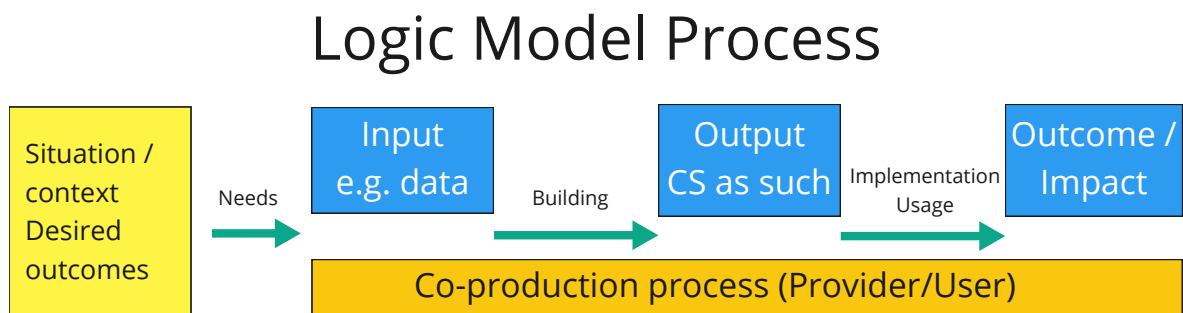 Logic Model Process
Situation /
context
Desired
outcomes
Needs
Input
e.g. data
Building
Output
CS as such
Implementation
Usage
Outcome /
Impact
Co-production process (Provider/User)